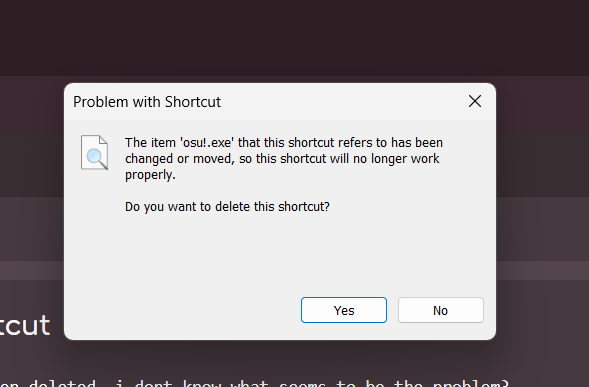 Problem with Shortcut
The item 'osu!.exe' that this shortcut refers to has been
changed or moved, so this shortcut will no longer work
properly.
Do you want to delete this shortcut?
Yes No
tcut
deleted, i dont know what seems to be the problem?